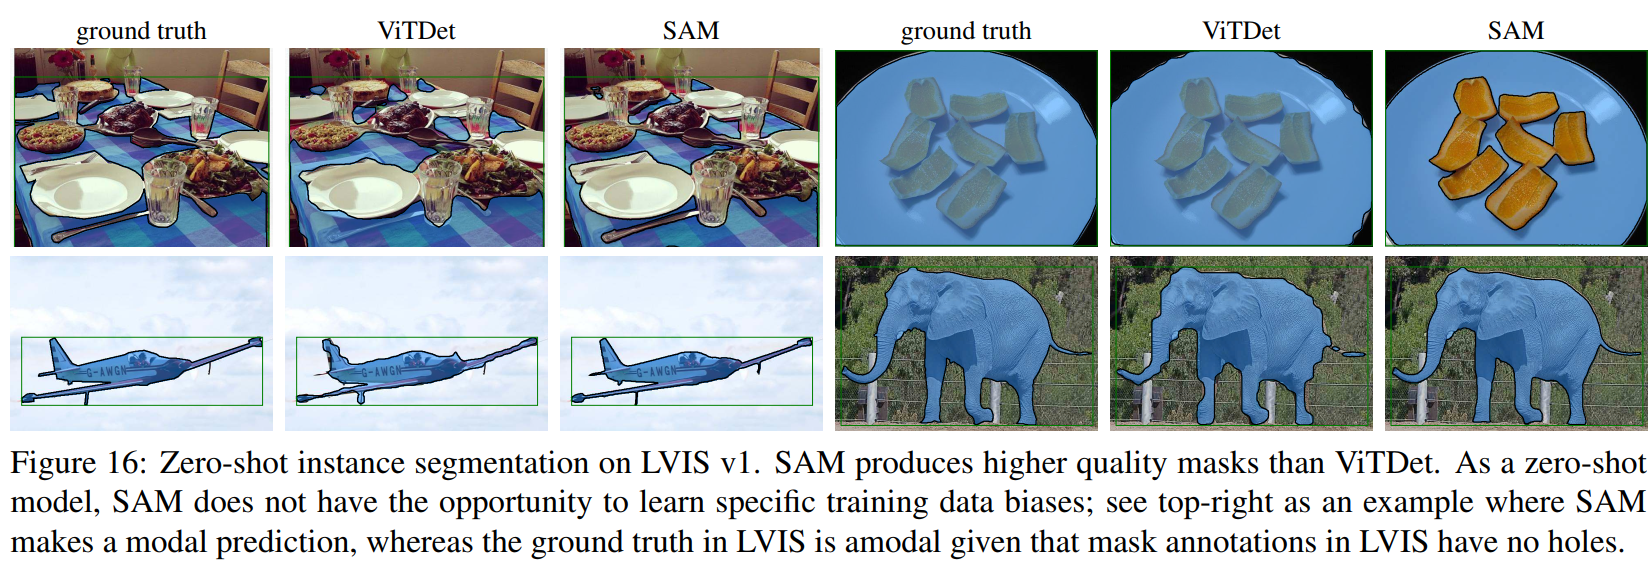 ground truth ViTDet SAM ground truth ViTDet SAM
G-AWGN G-AWGN G-AWGN
Figure 16: Zero-shot instance segmentation on LVIS v1. SAM produces higher quality masks than ViTDet. As a zero-shot
model, SAM does not have the opportunity to learn specific training data biases; see top-right as an example where SAM
makes a modal prediction, whereas the ground truth in LVIS is amodal given that mask annotations in LVIS have no holes.